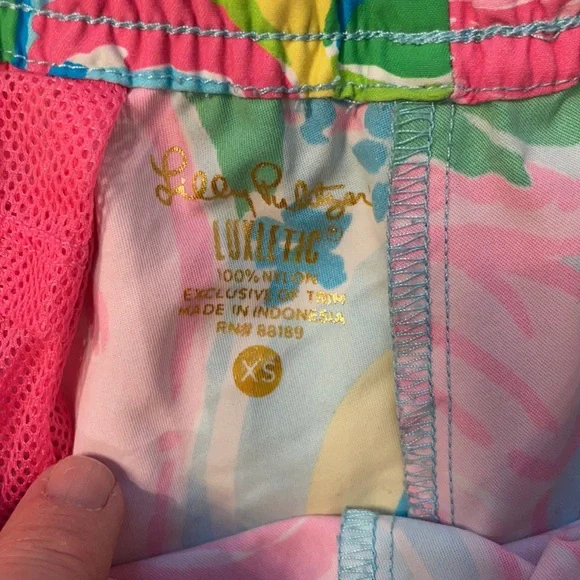 Lilly Pulitzer
LUXLETIC®
100% NYLON
EXCLUSIVE OF TRIM
MADE IN INDONESIA
RN# 88189
XS